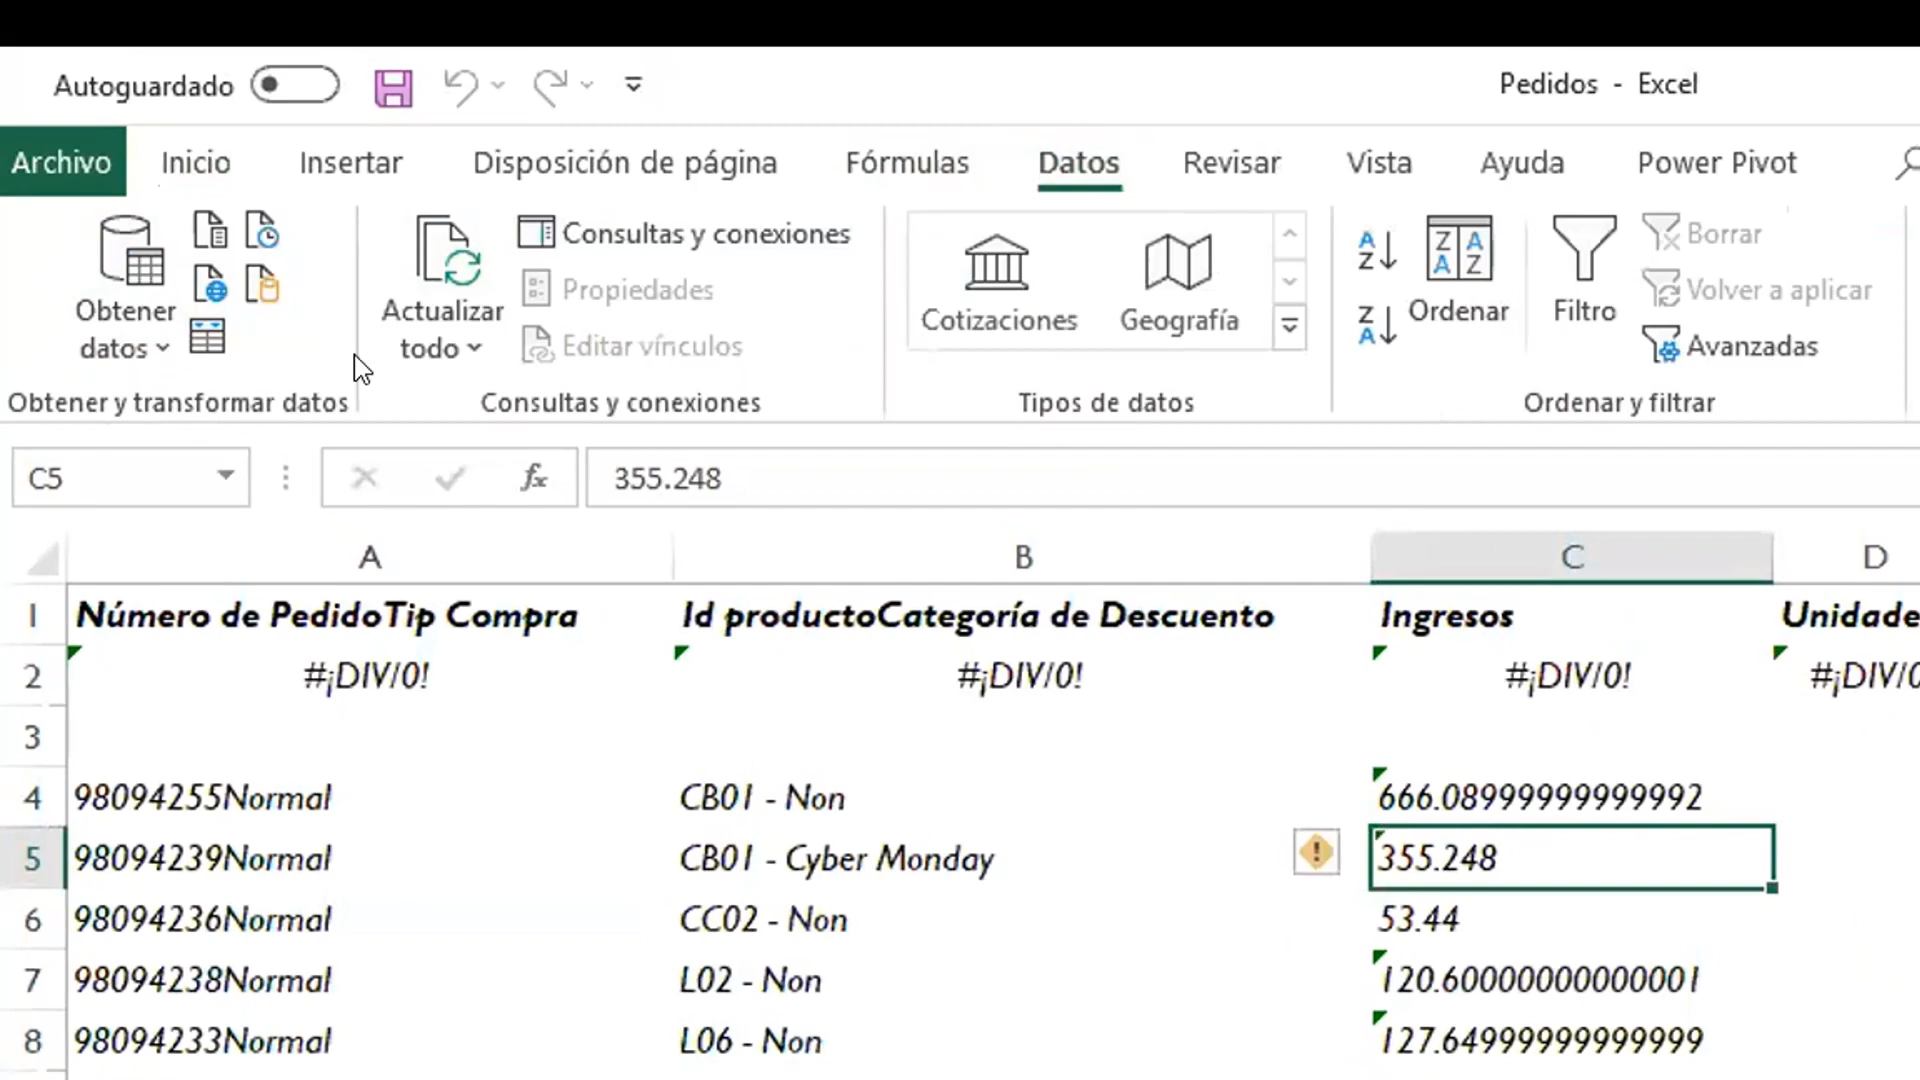 Autoguardado
Pedidos - Excel
Archivo Inicio Insertar Disposición de página Fórmulas Datos Revisar Vista Ayuda Power Pivot
Obtener datos
Actualizar todo
Consultas y conexiones
Propiedades
Editar vínculos
Cotizaciones
Geografía
Ordenar
Filtro
Borrar
Volver a aplicar
Avanzadas
Obtener y transformar datos
Consultas y conexiones
Tipos de datos
Ordenar y filtrar
C5 fx 355.248
A B C D
1 Número de PedidoTip Compra Id productoCategoría de Descuento Ingresos Unidade
2 #¡DIV/0! #¡DIV/0! #¡DIV/0! #¡DIV/0
3
4 98094255Normal CB01 - Non 666.08999999999992
5 98094239Normal CB01 - Cyber Monday 355.248
6 98094236Normal CC02 - Non 53.44
7 98094238Normal L02 - Non 120.6000000000001
8 98094233Normal L06 - Non 127.64999999999999